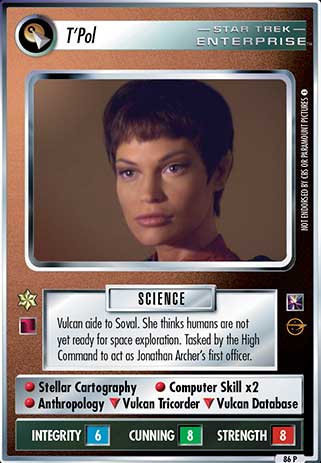 T'Pol
STAR TREK
ENTERPRISE™
NOT ENDORSED BY CBS OR PARAMOUNT PICTURES
SCIENCE
Vulcan aide to Soval. She thinks humans are not
yet ready for space exploration. Tasked by the High
Command to act as Jonathan Archer's first officer.
Stellar Cartography Computer Skill x2
Anthropology Vulcan Tricorder Vulcan Database
INTEGRITY 6 CUNNING 8 STRENGTH 8
86 P